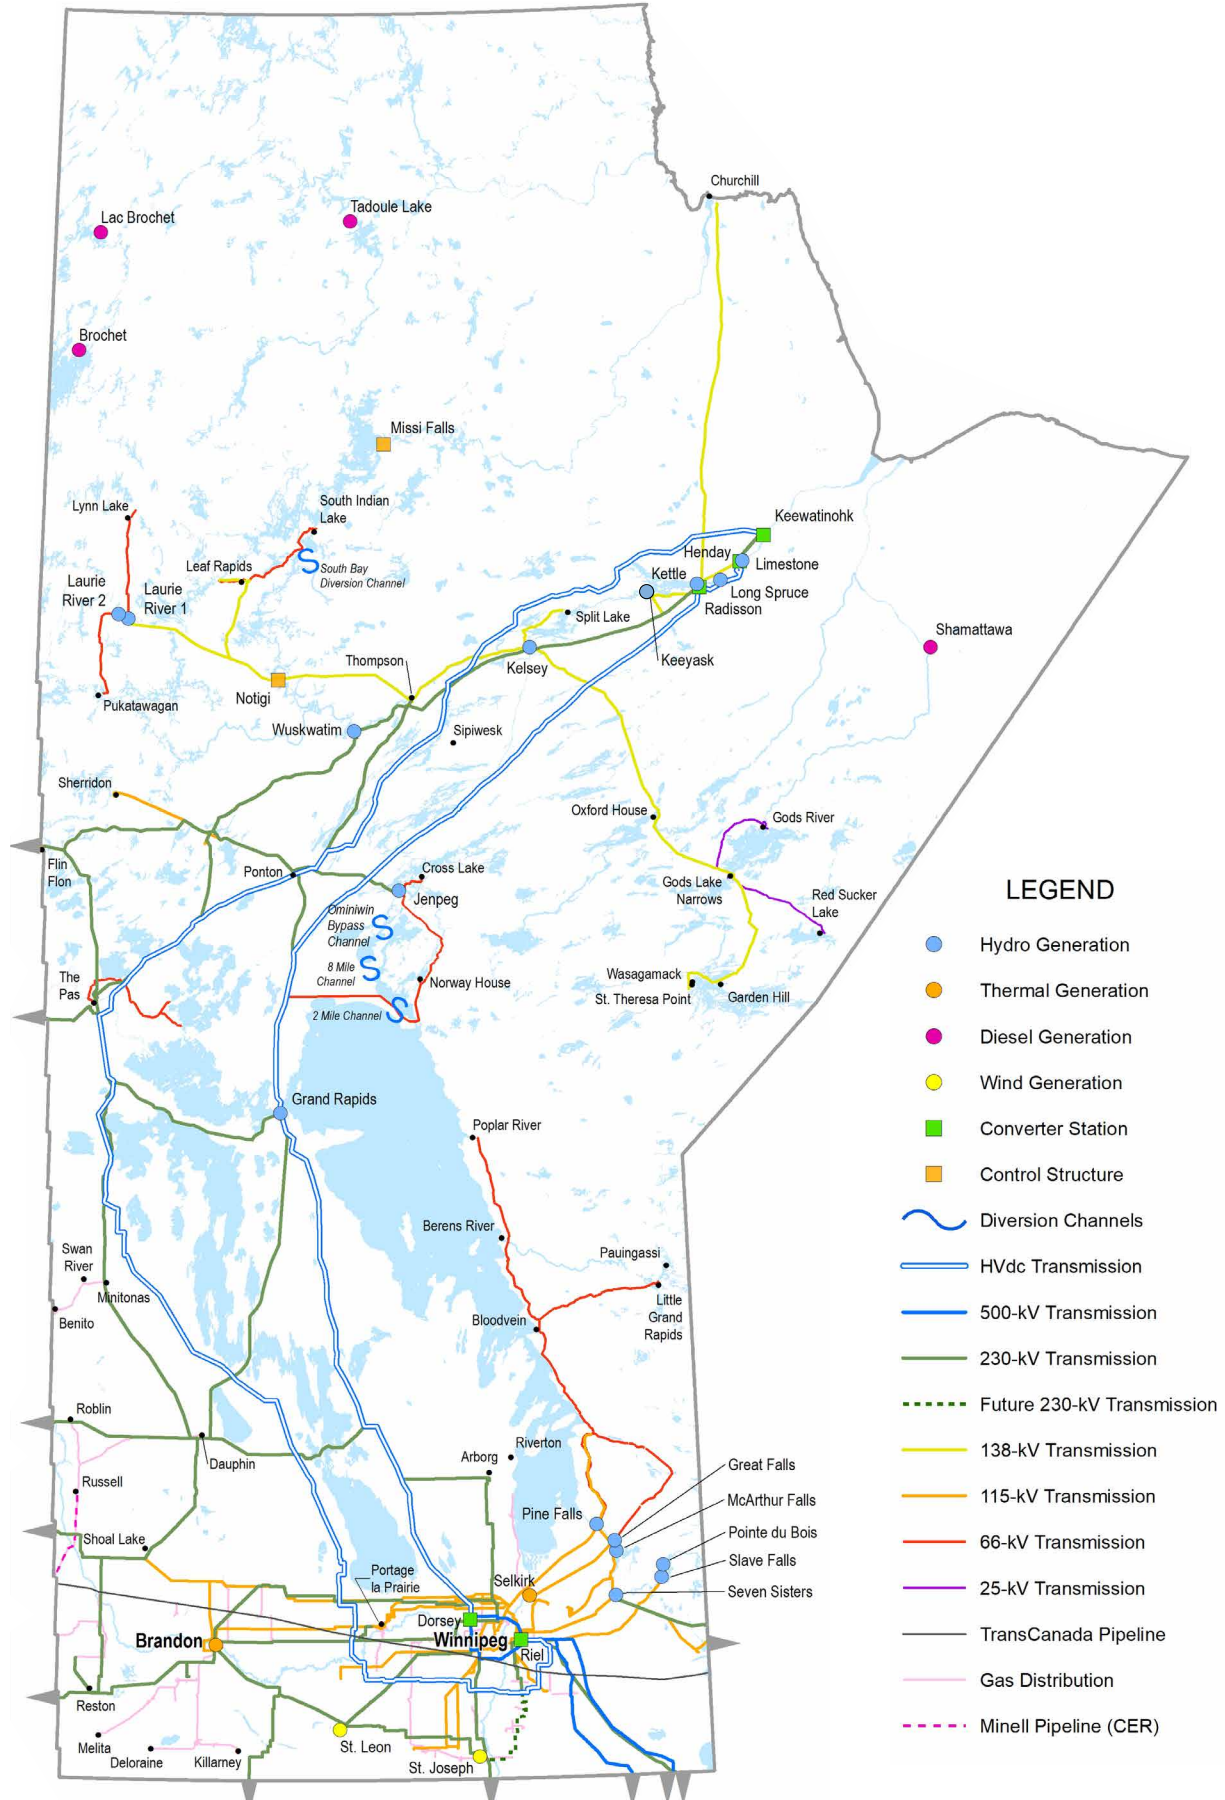 Churchill
Lac Brochet
Tadoule Lake
Brochet
Missi Falls
Lynn Lake
South Indian
Lake
Keewatinohk
Leaf Rapids
South Bay
Diversion Channel
Henday
Limestone
Laurie
River 2
Laurie
River 1
Kettle
Long Spruce
Radisson
Split Lake
Shamattawa
Thompson
Kelsey
Keeyask
Notigi
Pukatawagan
Wuskwatim
Sipiwesk
Sherridon
Oxford House
Gods River
Flin
Flon
Ponton
Cross Lake
Jenpeg
Gods Lake
Narrows
Red Sucker
Lake
Ominiwin
Bypass
Channel
8 Mile
Channel
The
Pas
Norway House
Wasagamack
St. Theresa Point
Garden Hill
2 Mile Channel
Grand Rapids
Poplar River
Berens River
Pauingassi
Swan
River
Minitonas
Benito
Little
Grand
Rapids
Bloodvein
Roblin
Dauphin
Riverton
Arborg
Great Falls
Russell
McArthur Falls
Pine Falls
Pointe du Bois
Shoal Lake
Slave Falls
Portage
la Prairie
Selkirk
Seven Sisters
Dorsey
Brandon
Winnipeg
Riel
Reston
Melita
Deloraine
Killarney
St. Leon
St. Joseph
LEGEND
Hydro Generation
Thermal Generation
Diesel Generation
Wind Generation
Converter Station
Control Structure
Diversion Channels
HVdc Transmission
500-kV Transmission
230-kV Transmission
Future 230-kV Transmission
138-kV Transmission
115-kV Transmission
66-kV Transmission
25-kV Transmission
TransCanada Pipeline
Gas Distribution
Minell Pipeline (CER)